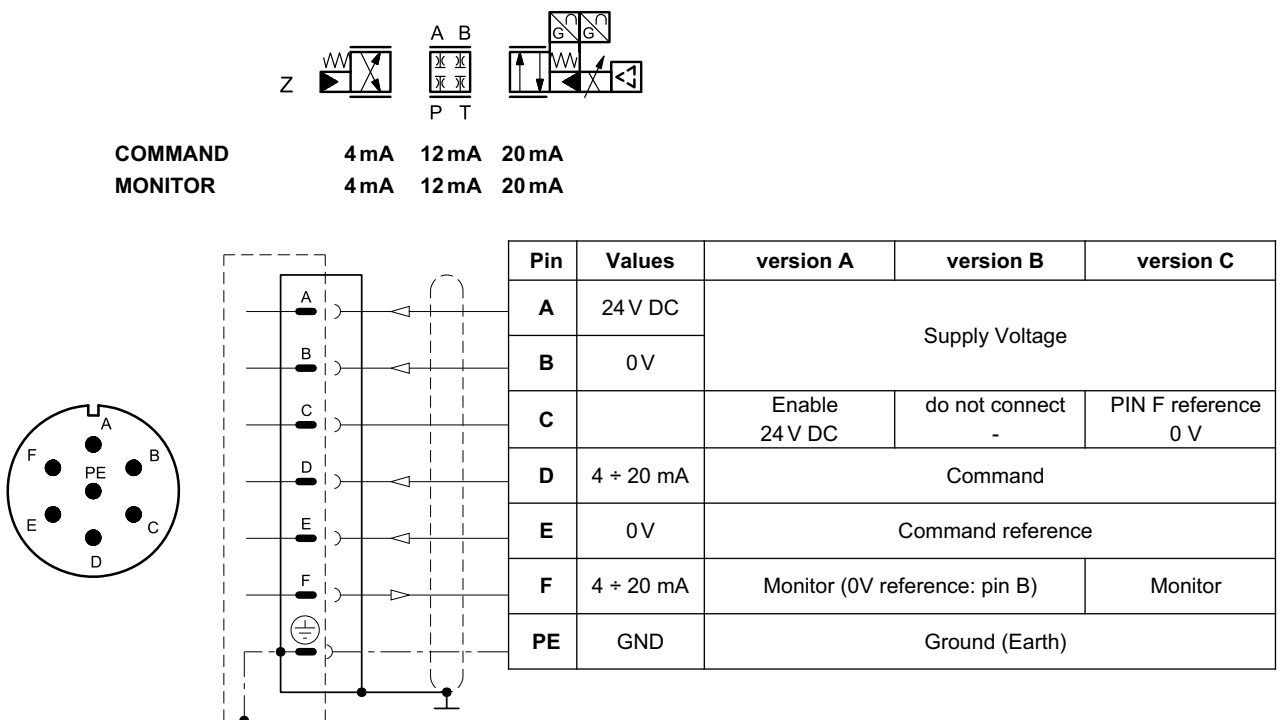 G G
A B
Z
P T
COMMAND 4 mA 12 mA 20 mA
MONITOR 4 mA 12 mA 20 mA
Pin Values version A version B version C
A A 24 V DC
Supply Voltage
B B 0 V
C C Enable 24 V DC do not connect - PIN F reference 0 V
D D 4 ÷ 20 mA Command
E E 0 V Command reference
F F 4 ÷ 20 mA Monitor (0V reference: pin B) Monitor
PE GND Ground (Earth)
A
F B
PE
E C
D